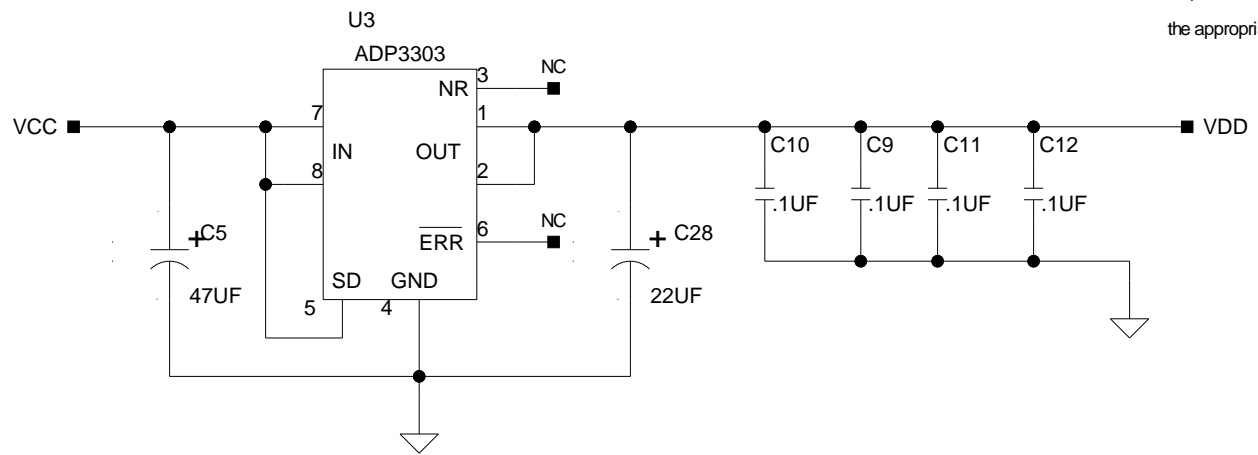 the appropri
U3
ADP3303
NC
3
NR
VCC
7
1
VDD
IN
OUT
C10
C9
C11
C12
8
2
.1UF
.1UF
.1UF
.1UF
NC
6
ERR
+C5
+ C28
SD
GND
47UF
22UF
5
4